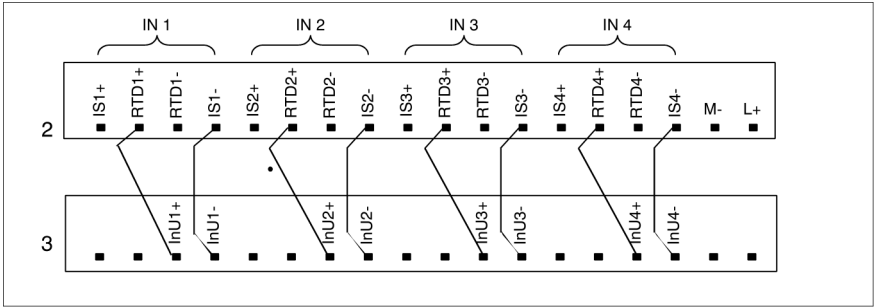 IN 1 IN 2 IN 3 IN 4
IS1+ RTD1+ RTD1- IS1- IS2+ RTD2+ RTD2- IS2- IS3+ RTD3+ RTD3- IS3- IS4+ RTD4+ RTD4- IS4- M- L+
2
InU1+ InU1- InU2+ InU2- InU3+ InU3- InU4+ InU4-
3